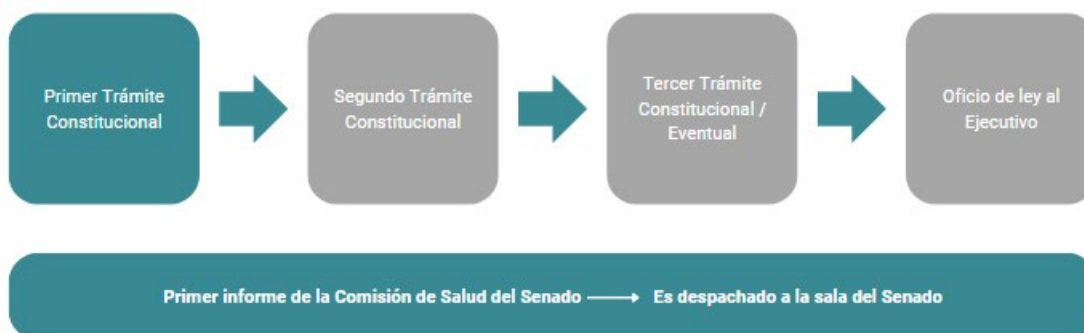 Primer Trámite
Constitucional
Segundo Trámite
Constitucional
Tercer Trámite
Constitucional /
Eventual
Oficio de ley al
Ejecutivo
Primer informe de la Comisión de Salud del Senado ⟶ Es despachado a la sala del Senado